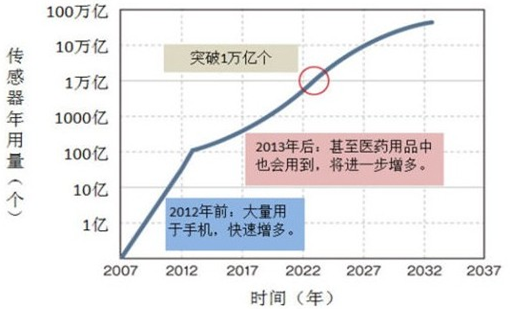 传感器年用量（个）
100万亿
10万亿
1万亿
1000亿
100亿
10亿
1亿
突破1万亿个
2013年后：甚至医药用品中
也会用到，将进一步增多。
2012年前：大量用
于手机，快速增多。
2007 2012 2017 2022 2027 2032 2037
时间（年）